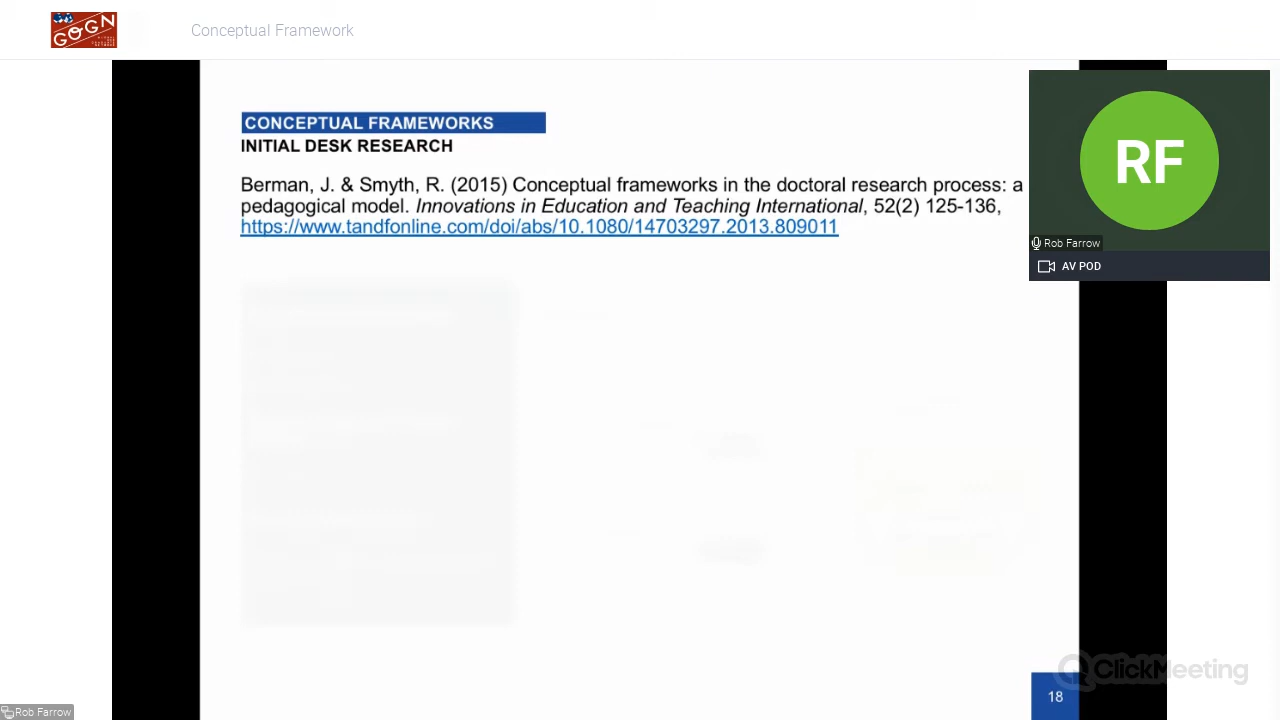 GOGN
Conceptual Framework
CONCEPTUAL FRAMEWORKS
INITIAL DESK RESEARCH
Berman, J. & Smyth, R. (2015) Conceptual frameworks in the doctoral research process: a
pedagogical model. Innovations in Education and Teaching International, 52(2) 125-136,
https://www.tandfonline.com/doi/abs/10.1080/14703297.2013.809011
RF
Rob Farrow
AV POD
ClickMeeting
18
Rob Farrow